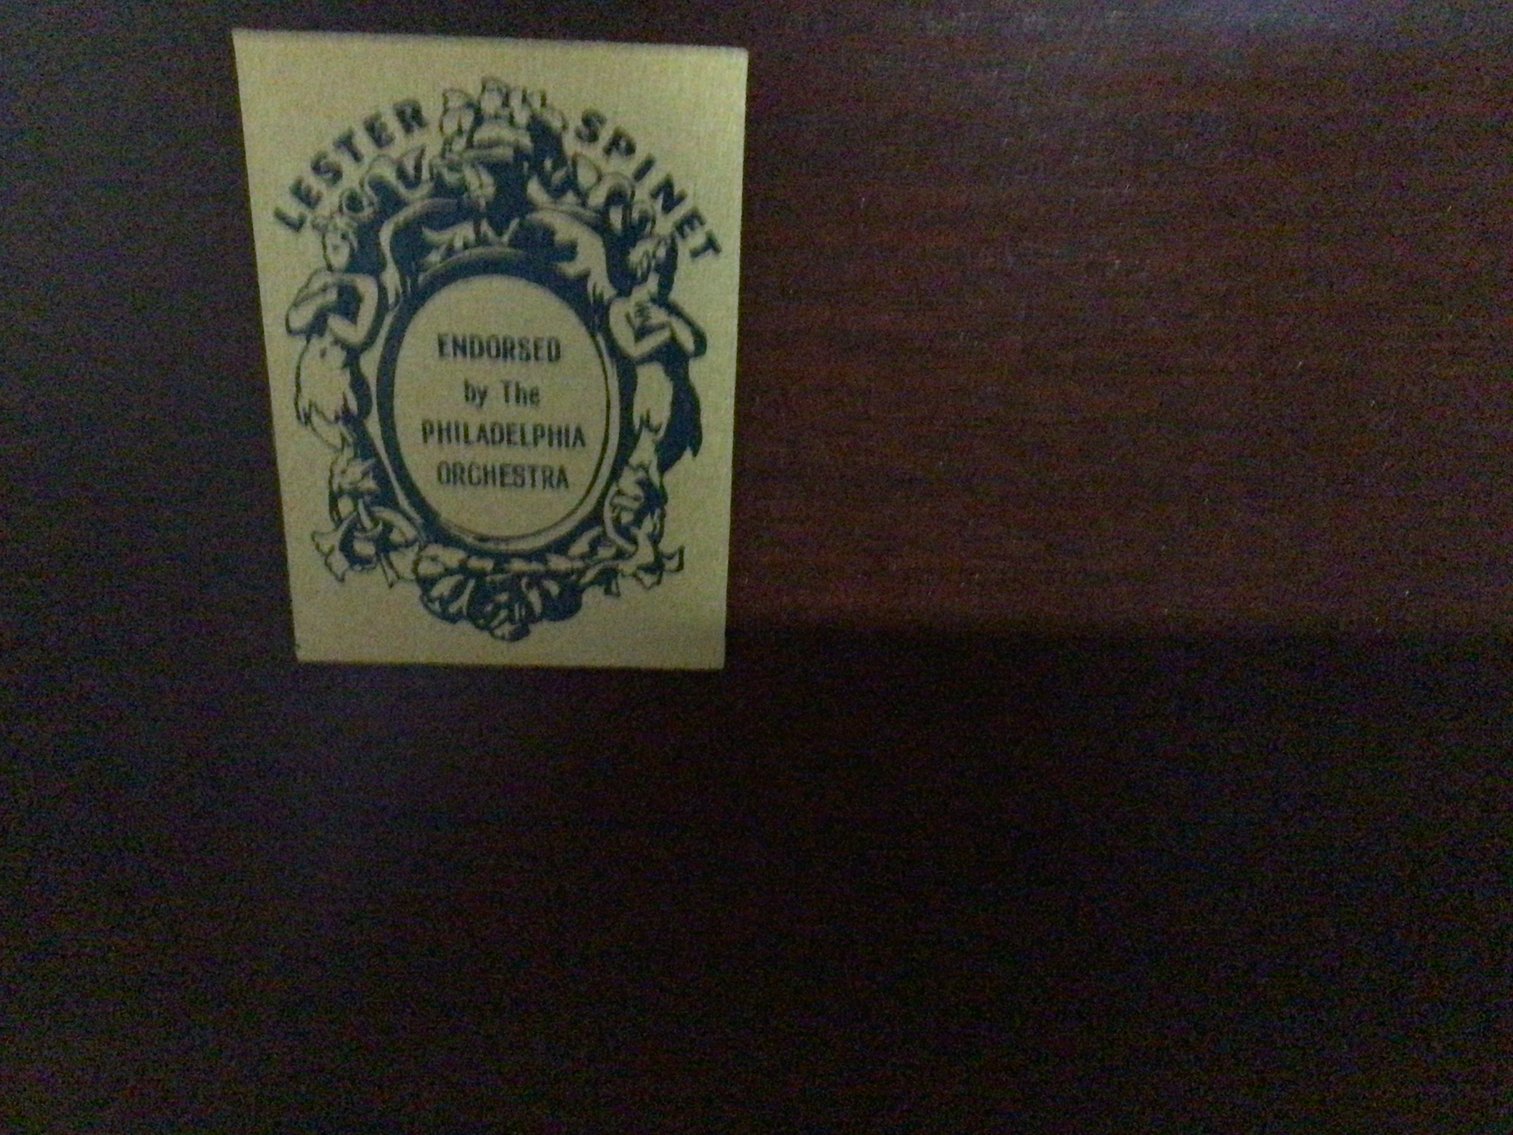 LESTER SPINET
ENDORSED
by The
PHILADELPHIA
ORCHESTRA